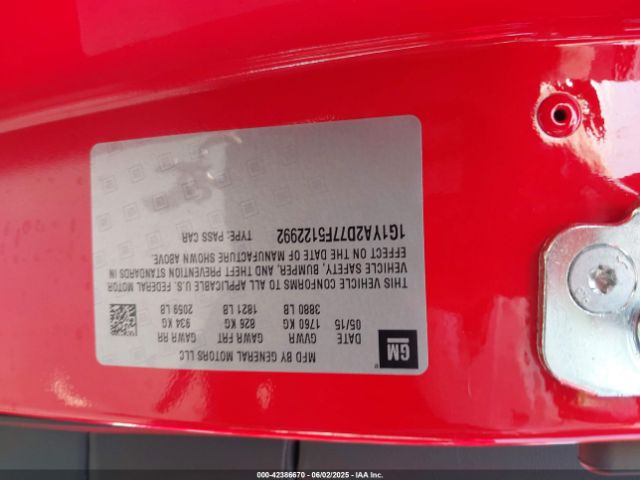 GM
MFD BY GENERAL MOTORS LLC
DATE GVWR GAWR FRT GAWR RR
05/15 1760 KG 826 KG 934 KG
3880 LB 1821 LB 2059 LB
THIS VEHICLE CONFORMS TO ALL APPLICABLE U.S. FEDERAL MOTOR
VEHICLE SAFETY, BUMPER, AND THEFT PREVENTION STANDARDS IN
EFFECT ON THE DATE OF MANUFACTURE SHOWN ABOVE.
1G1YA2D77F5122992 TYPE: PASS CAR
000-42386670 - 06/02/2025 - IAA Inc.